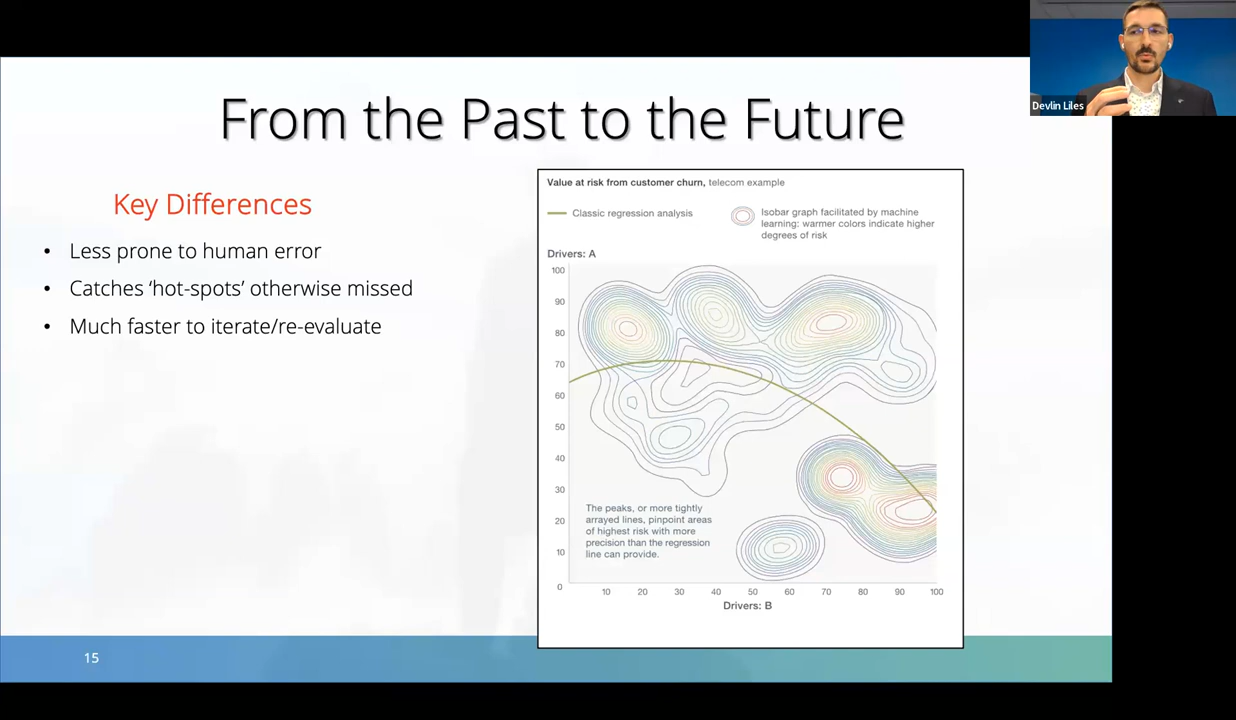 Devlin Liles
From the Past to the Future
Key Differences
• Less prone to human error
• Catches ‘hot-spots’ otherwise missed
• Much faster to iterate/re-evaluate
Value at risk from customer churn, telecom example
Classic regression analysis
Isobar graph facilitated by machine
learning: warmer colors indicate higher
degrees of risk
Drivers: A
100
90
80
70
60
50
40
30
20
10
0
The peaks, or more tightly
arrayed lines, pinpoint areas
of highest risk with more
precision than the regression
line can provide.
10 20 30 40 50 60 70 80 90 100
Drivers: B
15